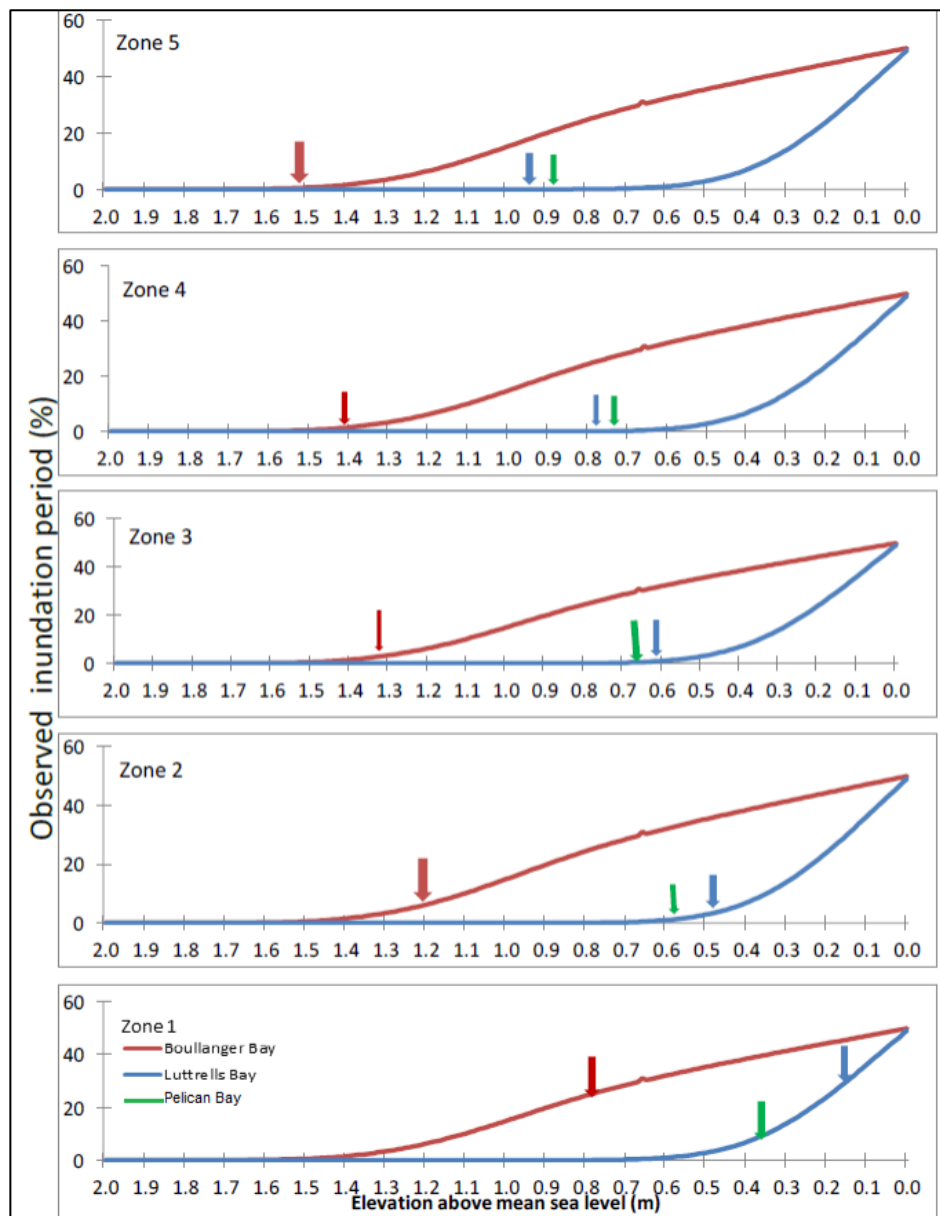 Observed inundation period (%)
60
Zone 5
40
20
0
2.0 1.9 1.8 1.7 1.6 1.5 1.4 1.3 1.2 1.1 1.0 0.9 0.8 0.7 0.6 0.5 0.4 0.3 0.2 0.1 0.0
60
Zone 4
40
20
0
2.0 1.9 1.8 1.7 1.6 1.5 1.4 1.3 1.2 1.1 1.0 0.9 0.8 0.7 0.6 0.5 0.4 0.3 0.2 0.1 0.0
60
Zone 3
40
20
0
2.0 1.9 1.8 1.7 1.6 1.5 1.4 1.3 1.2 1.1 1.0 0.9 0.8 0.7 0.6 0.5 0.4 0.3 0.2 0.1 0.0
60
Zone 2
40
20
0
2.0 1.9 1.8 1.7 1.6 1.5 1.4 1.3 1.2 1.1 1.0 0.9 0.8 0.7 0.6 0.5 0.4 0.3 0.2 0.1 0.0
60
Zone 1
Boullanger Bay
40
Luttrells Bay
Pelican Bay
20
0
2.0 1.9 1.8 1.7 1.6 1.5 1.4 1.3 1.2 1.1 1.0 0.9 0.8 0.7 0.6 0.5 0.4 0.3 0.2 0.1 0.0
Elevation above mean sea level (m)